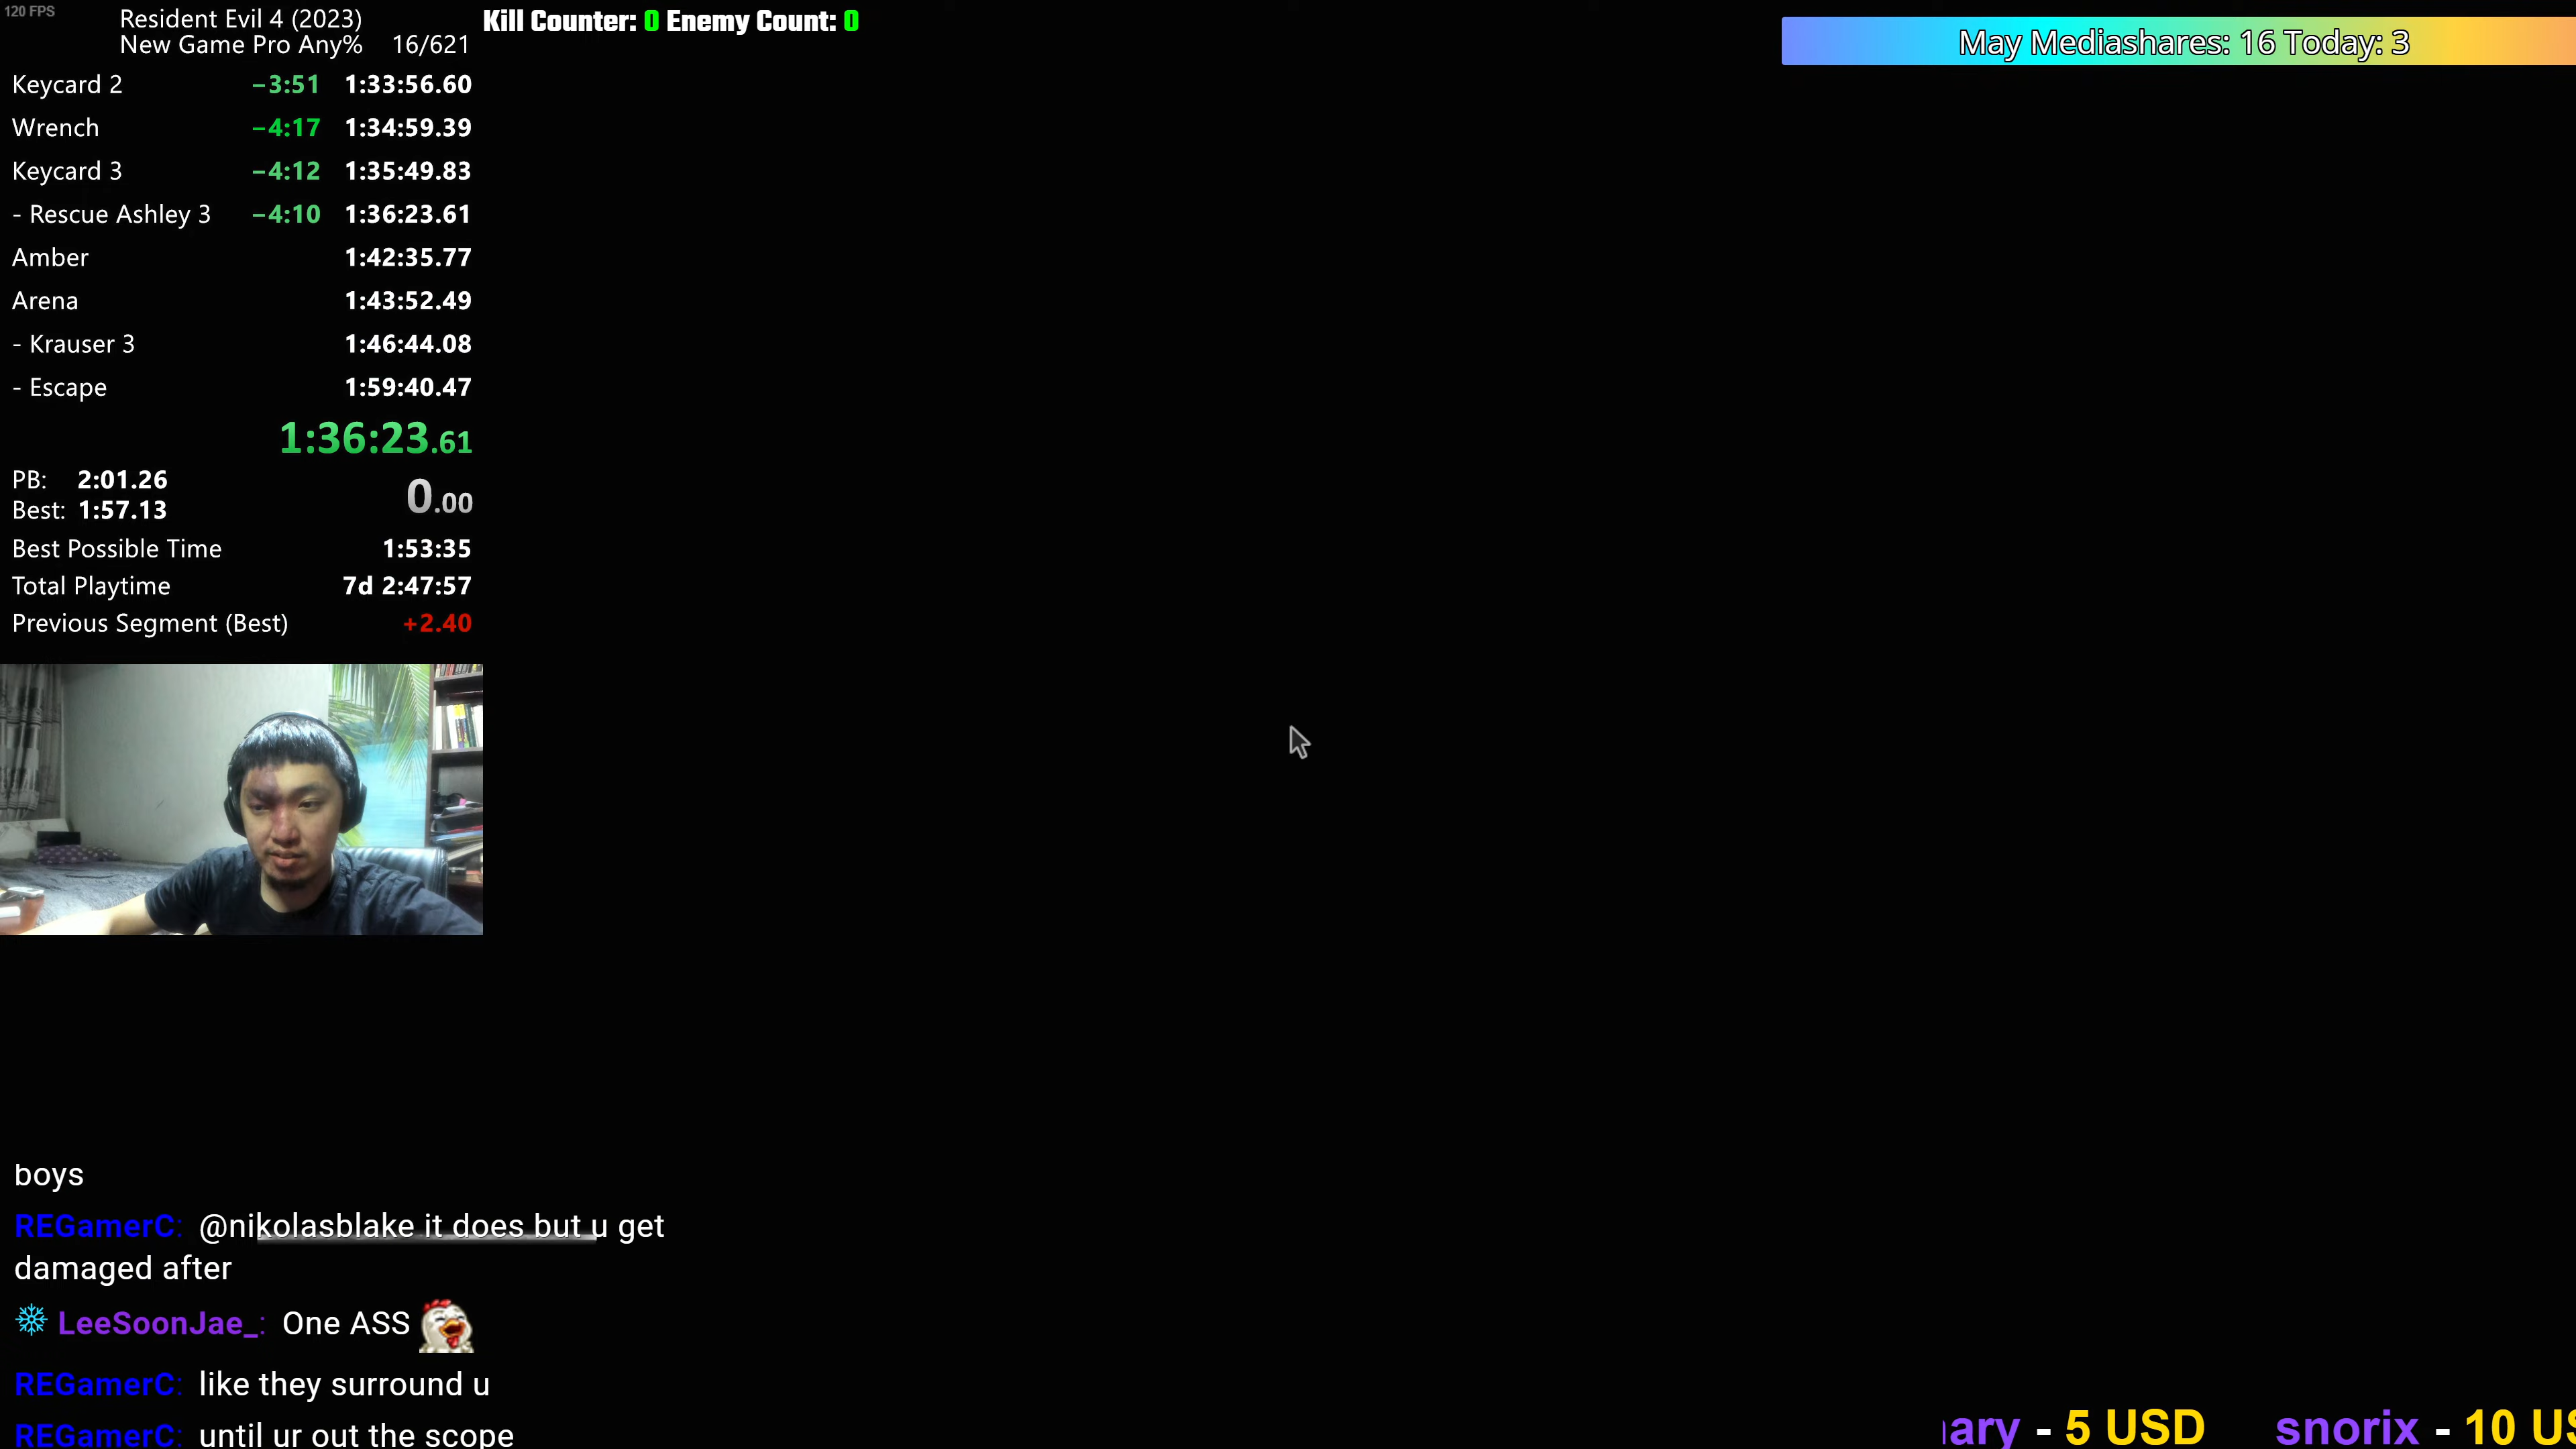 120 FPS
Resident Evil 4 (2023)
New Game Pro Any% 16/621
Kill Counter: 0 Enemy Count: 0
May Mediashares: 16 Today: 3
Keycard 2 −3:51 1:33:56.60
Wrench −4:17 1:34:59.39
Keycard 3 −4:12 1:35:49.83
- Rescue Ashley 3 −4:10 1:36:23.61
Amber 1:42:35.77
Arena 1:43:52.49
- Krauser 3 1:46:44.08
- Escape 1:59:40.47
1:36:23.61
PB: 2:01.26
0.00
Best: 1:57.13
Best Possible Time 1:53:35
Total Playtime 7d 2:47:57
Previous Segment (Best) +2.40
boys
REGamerC: @nikolasblake it does but u get
damaged after
LeeSoonJae_: One ASS
REGamerC: like they surround u
REGamerC: until ur out the scope
ary - 5 USD snorix - 10 US